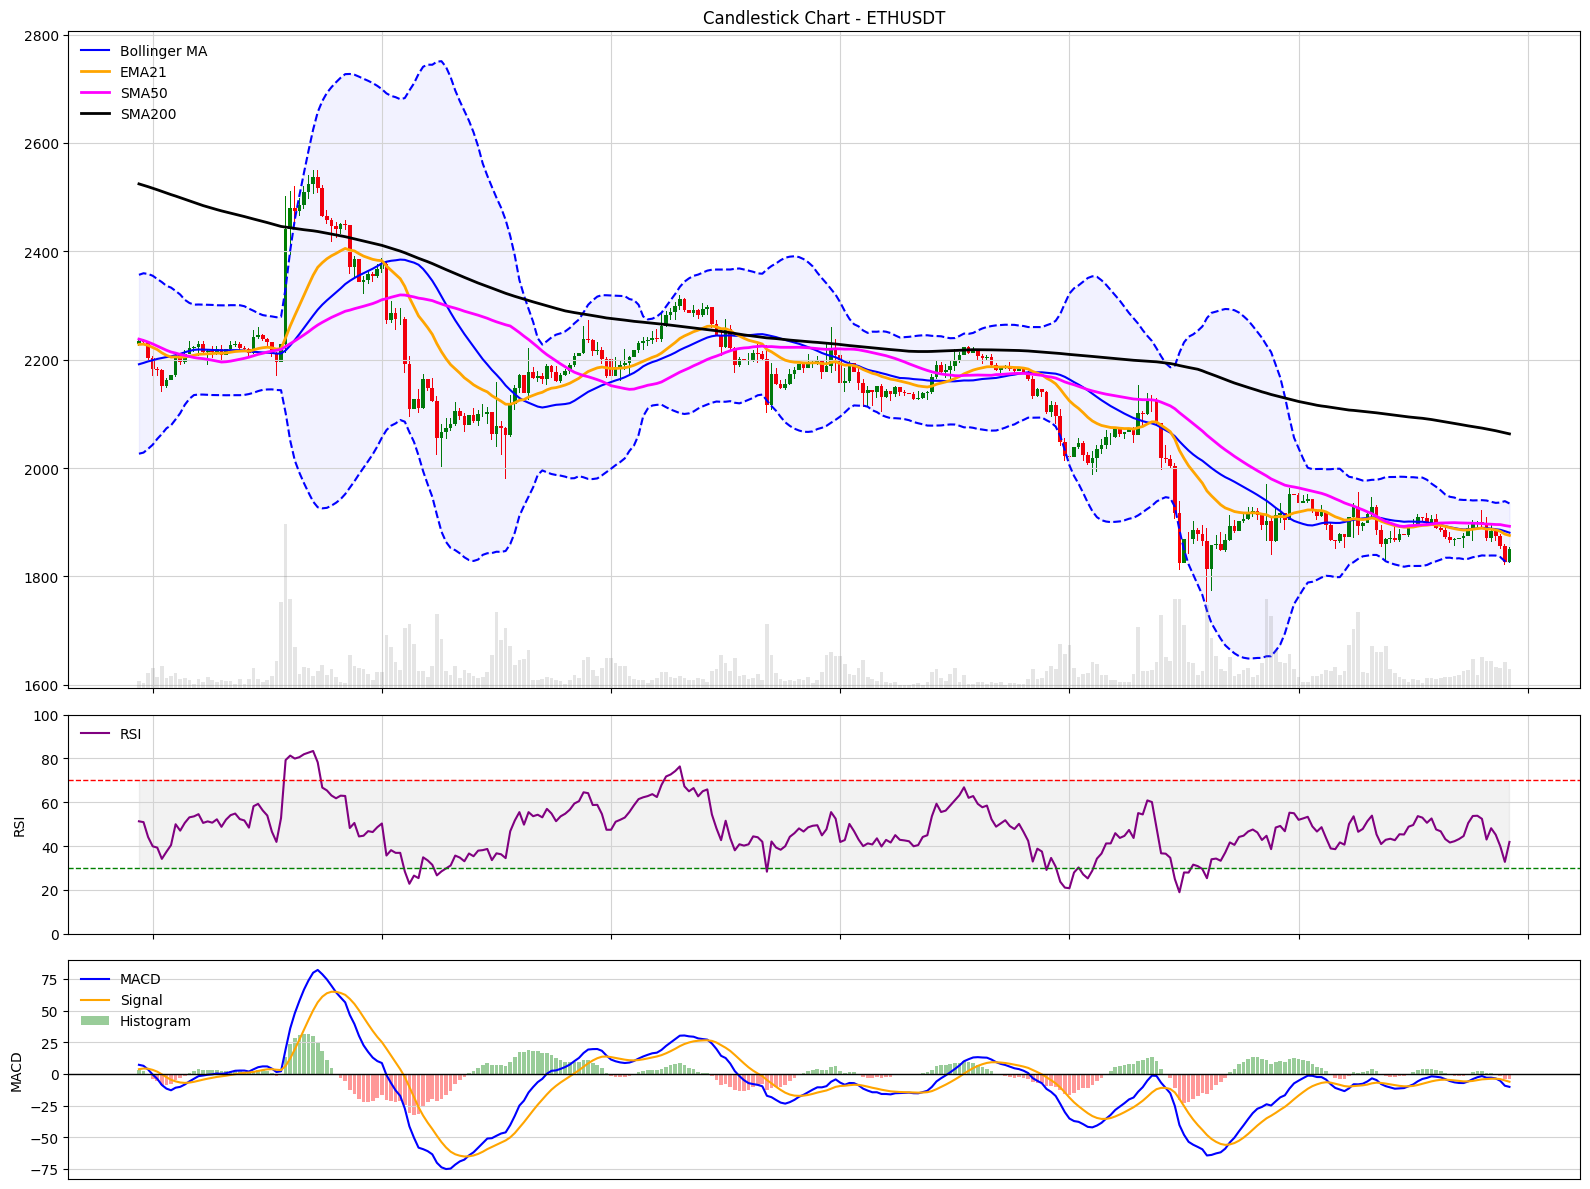 Candlestick Chart - ETHUSDT
2800
2600
2400
2200
2000
1800
1600
Bollinger MA
EMA21
SMA50
SMA200
100
80
60
40
20
0
RSI
RSI
75
50
25
0
−25
−50
−75
MACD
MACD
Signal
Histogram